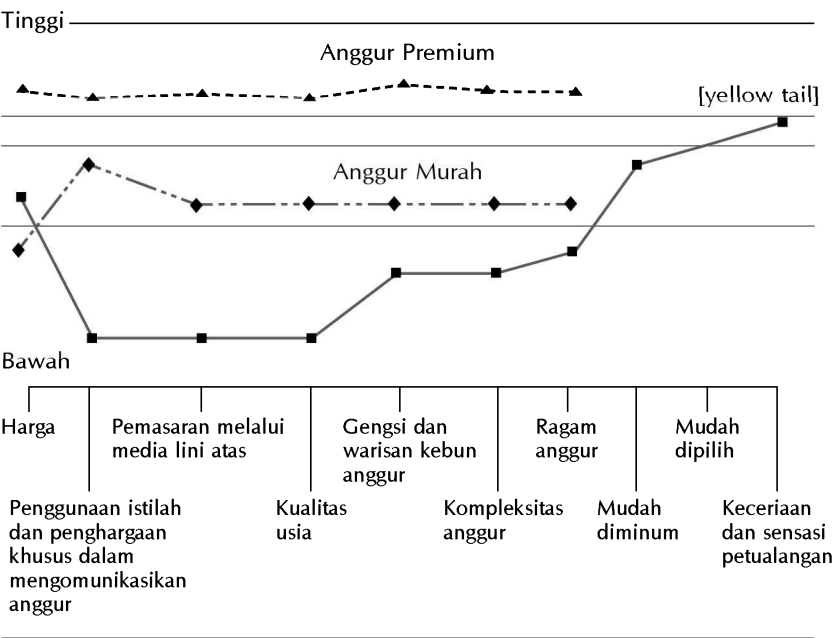 Tinggi
Anggur Premium
[yellow tail]
Anggur Murah
Bawah
Harga
Pemasaran melalui
media lini atas
Gengsi dan
warisan kebun
anggur
Ragam
anggur
Mudah
dipilih
Penggunaan istilah
dan penghargaan
khusus dalam
mengomunikasikan
anggur
Kualitas
usia
Kompleksitas
anggur
Mudah
diminum
Keceriaan
dan sensasi
petualangan